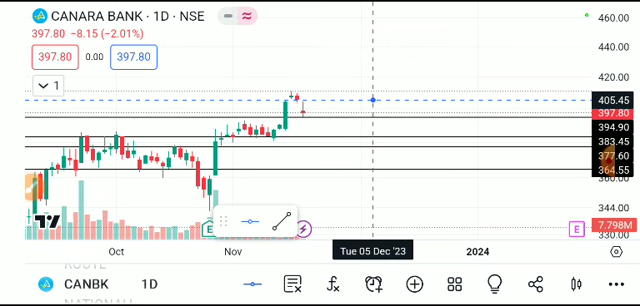 CANARA BANK · 1D · NSE
397.80 −8.15 (−2.01%)
397.80 0.00 397.80
1
460.00
440.00
420.00
405.45
397.80
394.90
383.45
377.60
364.55
360.00
344.00
7.798M
330.00
E
E
Oct
Nov
Tue 05 Dec '23
2024
CANBK 1D